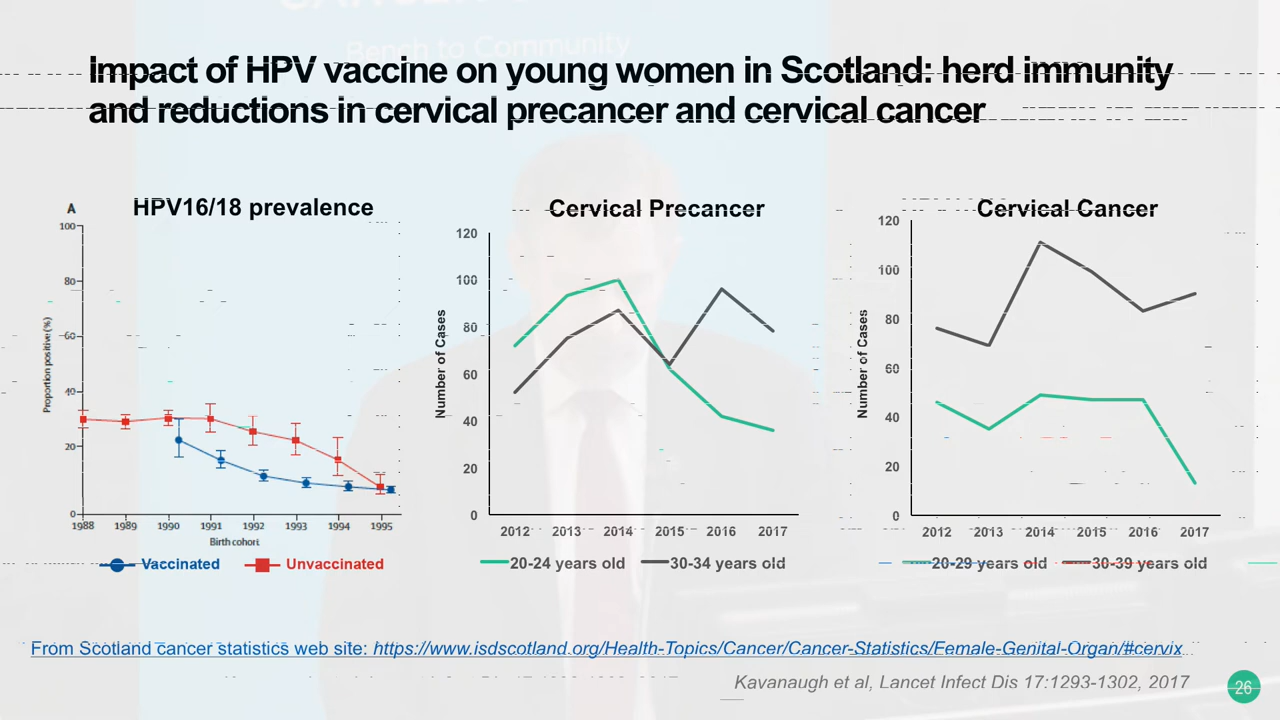 Bench to Community
Impact of HPV vaccine on young women in Scotland: herd immunity
and reductions in cervical precancer and cervical cancer
A
HPV16/18 prevalence
Proportion positive (%)
100
80
60
40
20
0
1988 1989 1990 1991 1992 1993 1994 1995
Birth cohort
Vaccinated Unvaccinated
Cervical Precancer
Number of Cases
120
100
80
60
40
20
0
2012 2013 2014 2015 2016 2017
20-24 years old 30-34 years old
Cervical Cancer
Number of Cases
120
100
80
60
40
20
0
2012 2013 2014 2015 2016 2017
20-29 years old 30-39 years old
From Scotland cancer statistics web site: https://www.isdscotland.org/Health-Topics/Cancer/Cancer-Statistics/Female-Genital-Organ/#cervix
Kavanaugh et al, Lancet Infect Dis 17:1293-1302, 2017
26